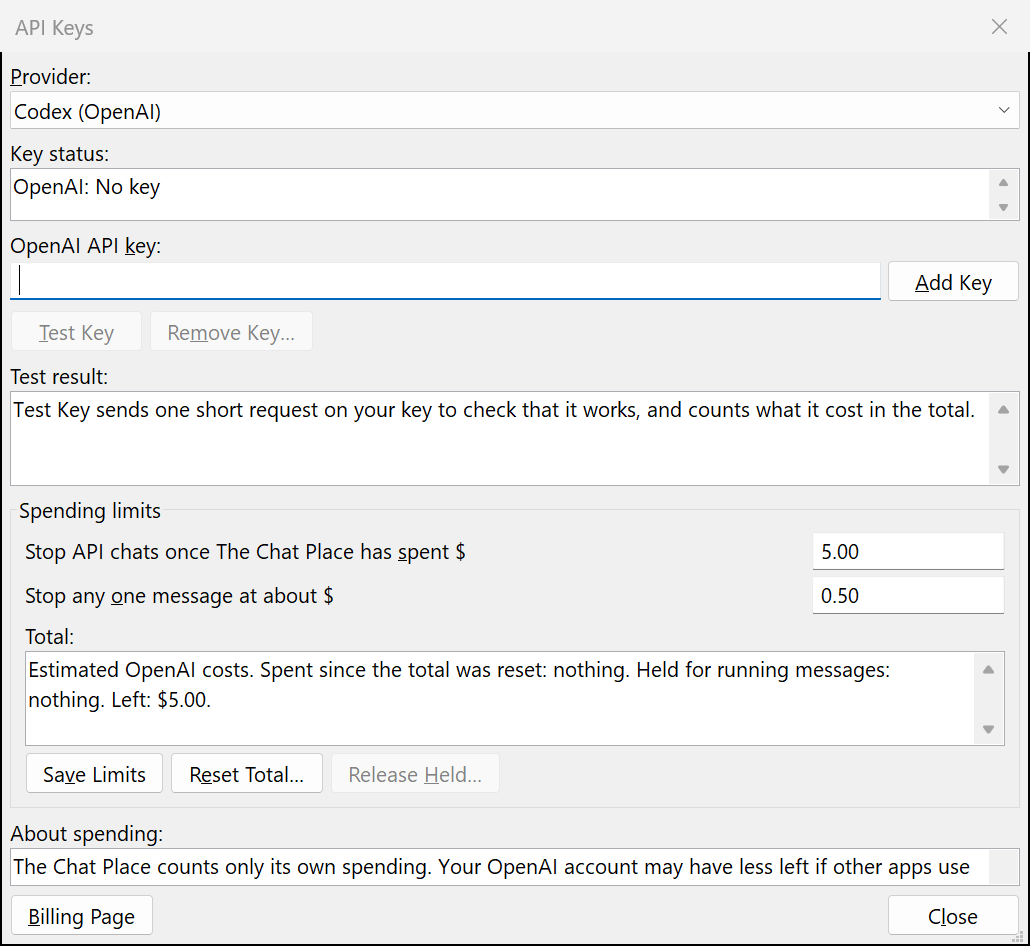 API Keys
Provider:
Codex (OpenAI)
Key status:
OpenAI: No key
OpenAI API key:
Add Key
Test Key
Remove Key...
Test result:
Test Key sends one short request on your key to check that it works, and counts what it cost in the total.
Spending limits
Stop API chats once The Chat Place has spent $
5.00
Stop any one message at about $
0.50
Total:
Estimated OpenAI costs. Spent since the total was reset: nothing. Held for running messages:
nothing. Left: $5.00.
Save Limits
Reset Total...
Release Held...
About spending:
The Chat Place counts only its own spending. Your OpenAI account may have less left if other apps use
Billing Page
Close